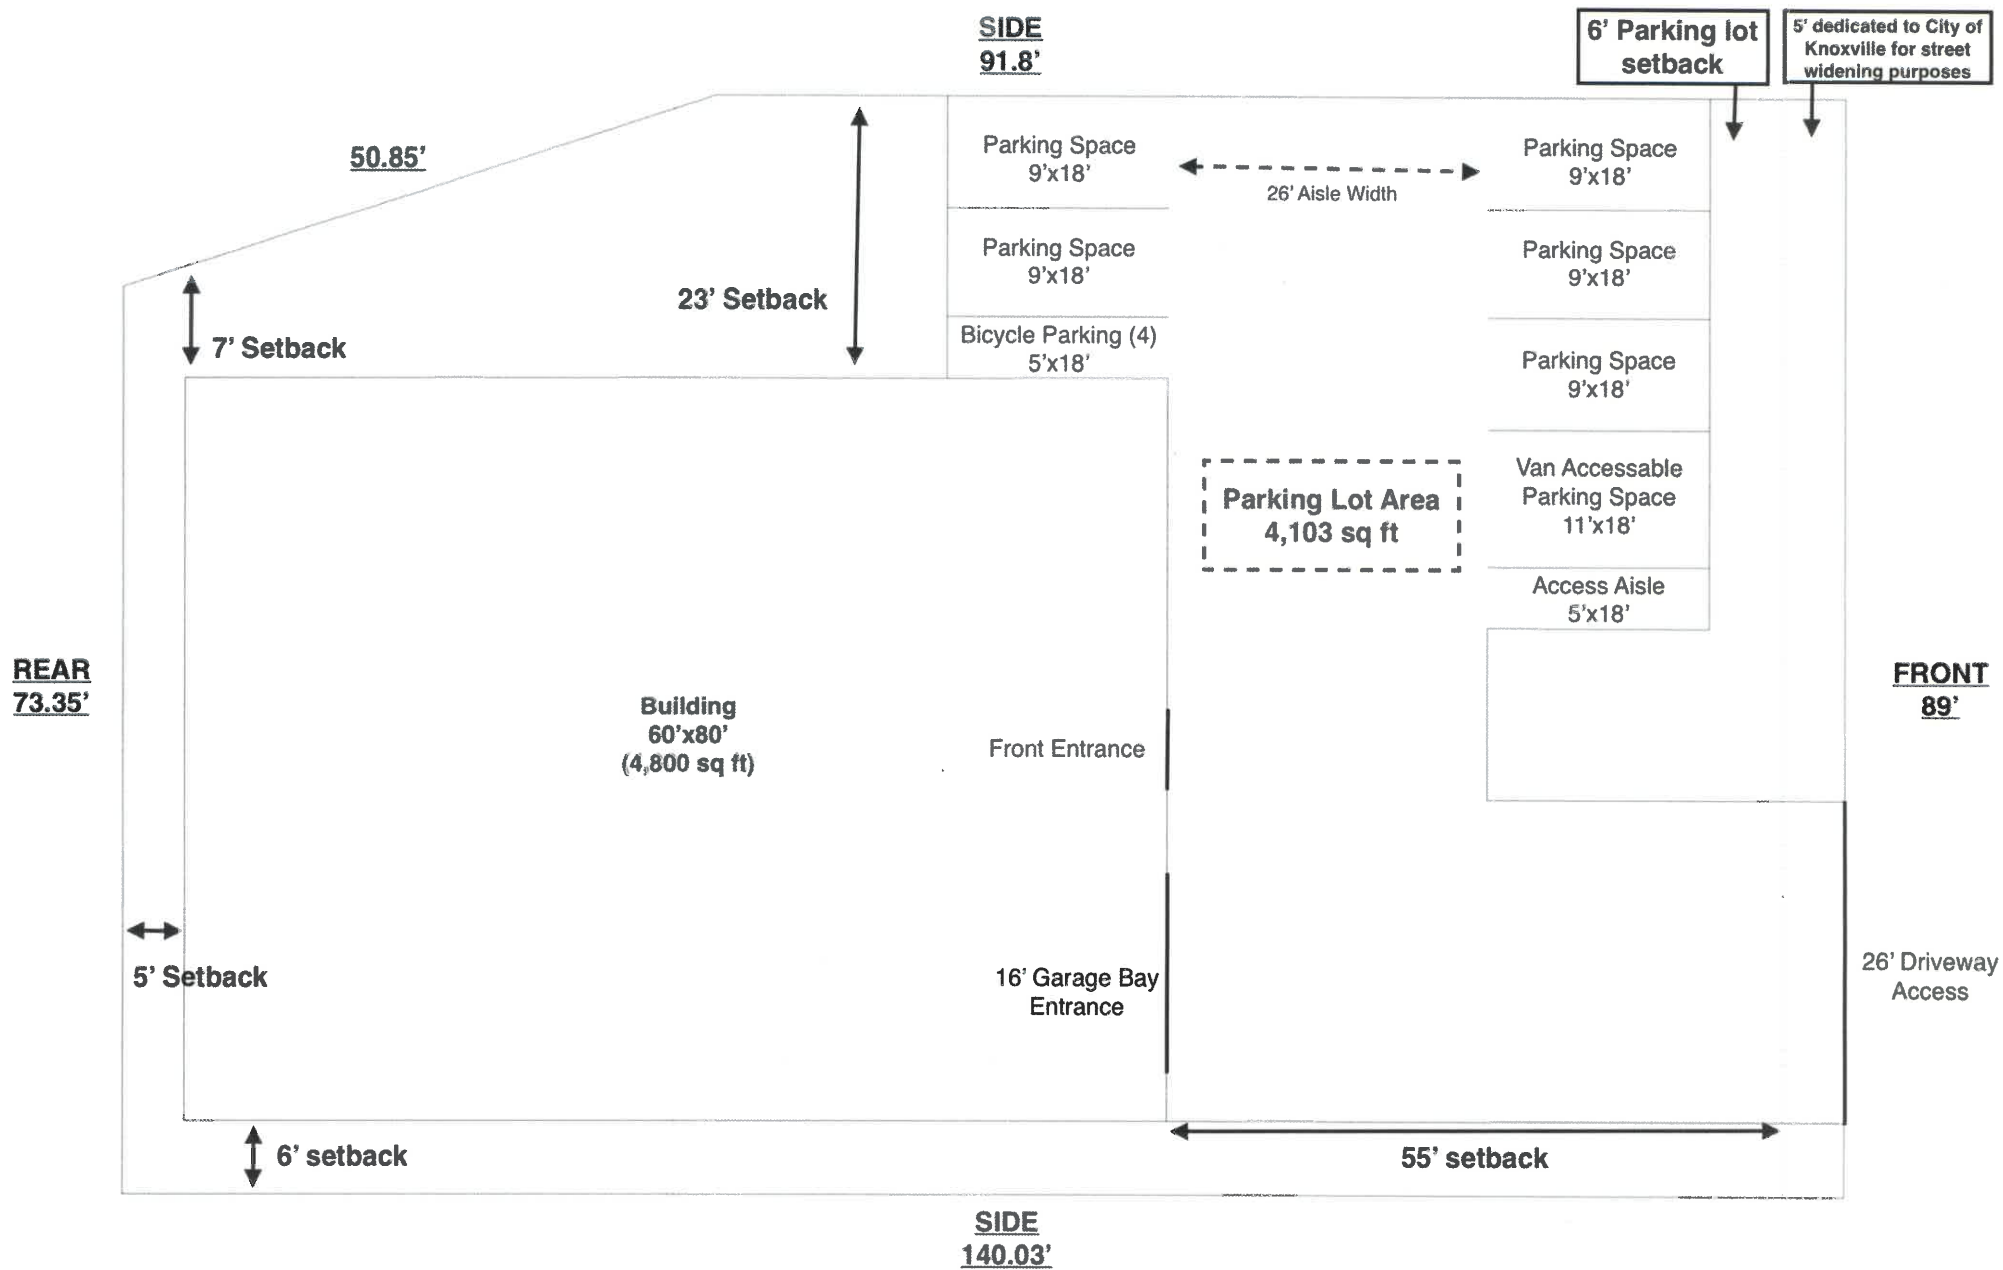 SIDE
91.8'
6' Parking lot
setback
5' dedicated to City of
Knoxville for street
widening purposes
50.85'
Parking Space
9'x18'
26' Aisle Width
Parking Space
9'x18'
23' Setback
Parking Space
9'x18'
Parking Space
9'x18'
7' Setback
Bicycle Parking (4)
5'x18'
Parking Space
9'x18'
Parking Lot Area
4,103 sq ft
Van Accessable
Parking Space
11'x18'
Access Aisle
5'x18'
REAR
73.35'
Building
60'x80'
(4,800 sq ft)
Front Entrance
FRONT
89'
5' Setback
16' Garage Bay
Entrance
26' Driveway
Access
6' setback
55' setback
SIDE
140.03'